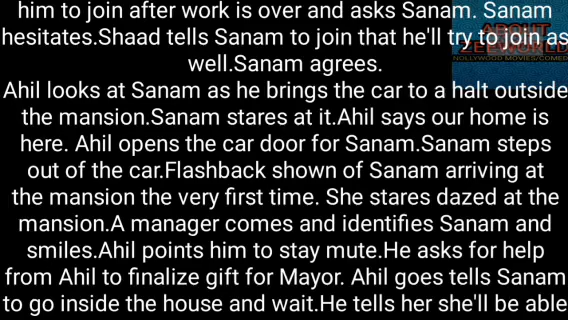 him to join after work is over and asks Sanam. Sanam
hesitates.Shaad tells Sanam to join that he'll try to join as
well.Sanam agrees.
Ahil looks at Sanam as he brings the car to a halt outside
the mansion.Sanam stares at it.Ahil says our home is
here. Ahil opens the car door for Sanam.Sanam steps
out of the car.Flashback shown of Sanam arriving at
the mansion the very first time. She stares dazed at the
mansion.A manager comes and identifies Sanam and
smiles.Ahil points him to stay mute.He asks for help
from Ahil to finalize gift for Mayor. Ahil goes tells Sanam
to go inside the house and wait.He tells her she'll be able
ABOUT
ZEEWORLD
NOLLYWOOD MOVIES/COMED